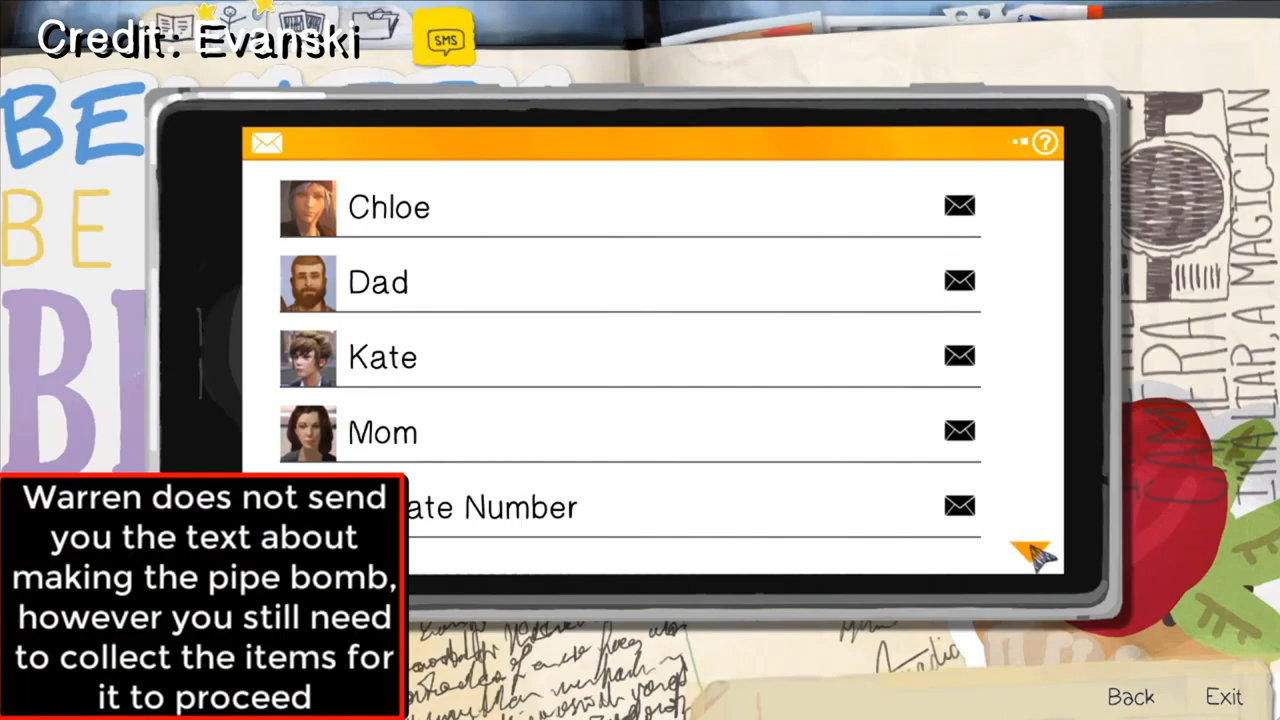 Credit: Evanski
SMS
BE
BE
Chloe
Dad
Kate
Mom
ate Number
Warren does not send
you the text about
making the pipe bomb,
however you still need
to collect the items for
it to proceed
CAMERA
LIAR, A MAGICIAN
Back
Exit